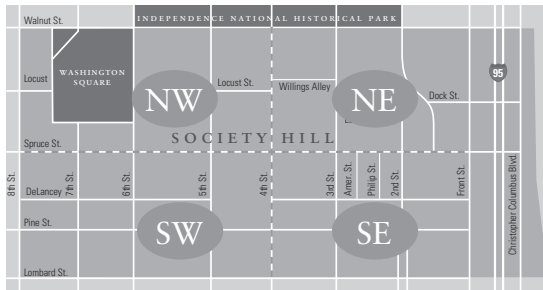 INDEPENDENCE NATIONAL HISTORICAL PARK
Walnut St.
WASHINGTON
SQUARE
95
Locust
Locust St.
Willings Alley
Dock St.
NW
NE
Spruce St.
SOCIETY HILL
8th St.
7th St.
6th St.
5th St.
4th St.
3rd St.
Amer. St.
Philip St.
2nd St.
Front St.
Christopher Columbus Blvd.
DeLancey
Pine St.
SW
SE
Lombard St.